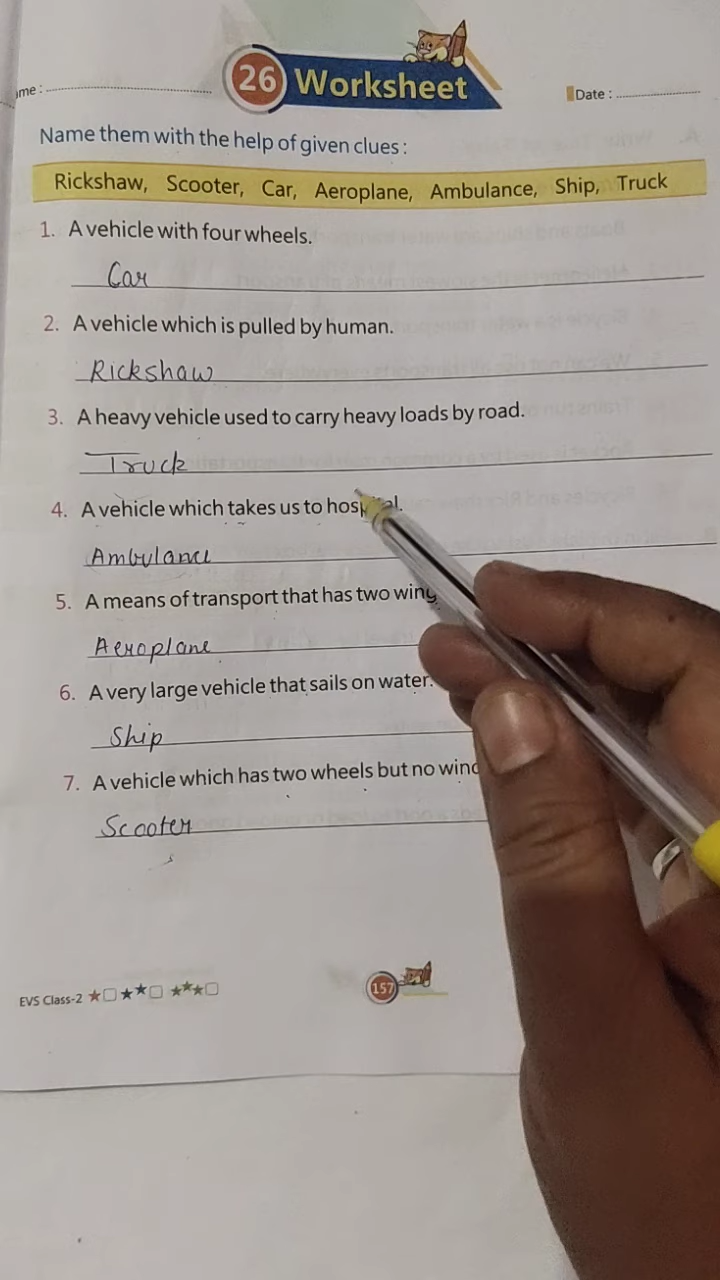 ame :
26 Worksheet
Date :
Name them with the help of given clues :
Rickshaw, Scooter, Car, Aeroplane, Ambulance, Ship, Truck
1. A vehicle with four wheels.
Car
2. A vehicle which is pulled by human.
Rickshaw
3. A heavy vehicle used to carry heavy loads by road.
Truck
4. A vehicle which takes us to hospital.
Ambulance
5. A means of transport that has two wing
Aeroplane
6. A very large vehicle that sails on water.
Ship
7. A vehicle which has two wheels but no wind
Scooter
EVS Class-2
157